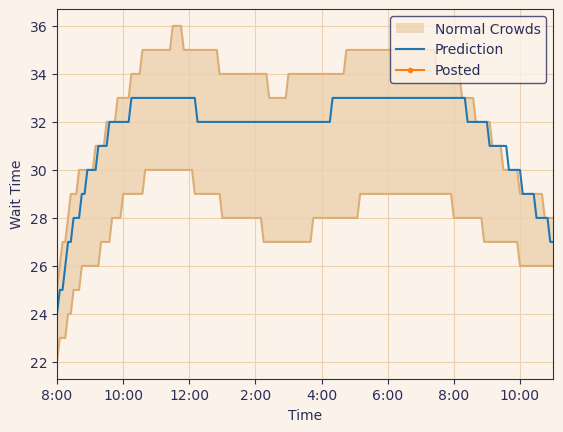 Normal Crowds
Prediction
Posted
36
34
32
30
28
26
24
22
Wait Time
8:00 10:00 12:00 2:00 4:00 6:00 8:00 10:00
Time